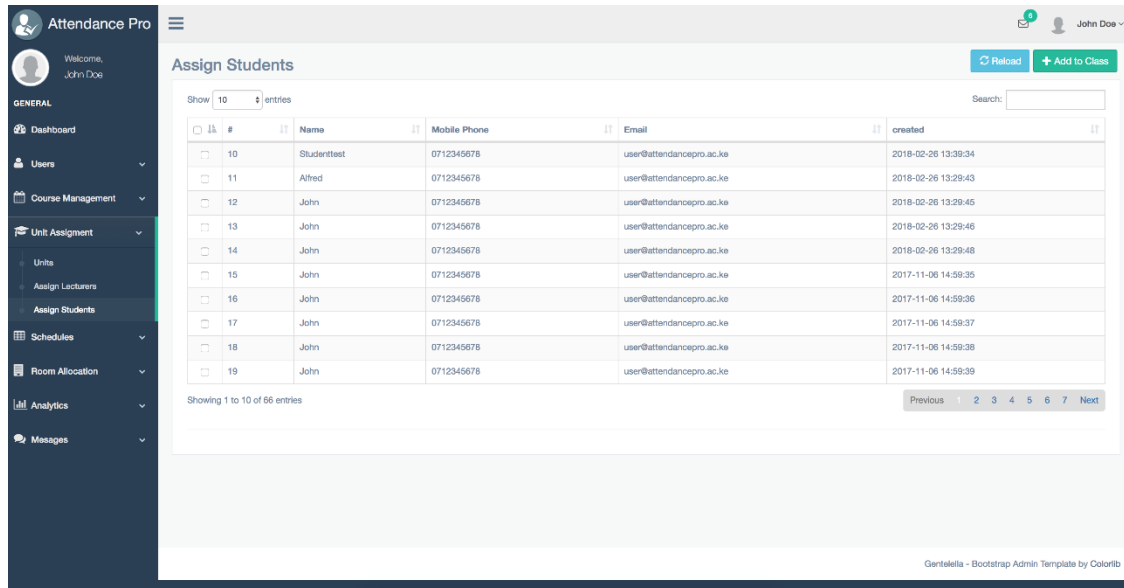 Attendance Pro
6
John Doe
Welcome,
John Doe
GENERAL
Dashboard
Users
Course Management
Unit Assigment
Units
Assign Lecturers
Assign Students
Schedules
Room Allocation
Analytics
Mesages
Assign Students
Reload
+ Add to Class
Show 10 entries
Search:
# Name Mobile Phone Email created
10 Studenttest 0712345678 user@attendancepro.ac.ke 2018-02-26 13:39:34
11 Alfred 0712345678 user@attendancepro.ac.ke 2018-02-26 13:29:43
12 John 0712345678 user@attendancepro.ac.ke 2018-02-26 13:29:45
13 John 0712345678 user@attendancepro.ac.ke 2018-02-26 13:29:46
14 John 0712345678 user@attendancepro.ac.ke 2018-02-26 13:29:48
15 John 0712345678 user@attendancepro.ac.ke 2017-11-06 14:59:35
16 John 0712345678 user@attendancepro.ac.ke 2017-11-06 14:59:36
17 John 0712345678 user@attendancepro.ac.ke 2017-11-06 14:59:37
18 John 0712345678 user@attendancepro.ac.ke 2017-11-06 14:59:38
19 John 0712345678 user@attendancepro.ac.ke 2017-11-06 14:59:39
Showing 1 to 10 of 66 entries
Previous 1 2 3 4 5 6 7 Next
Gentelella - Bootstrap Admin Template by Colorlib